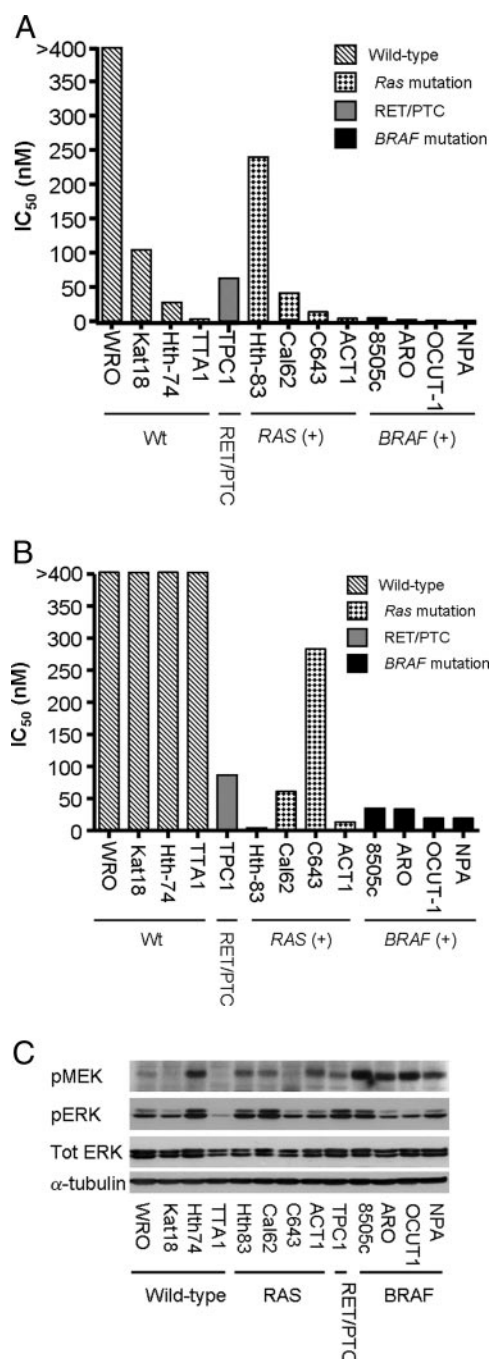 A
IC50 (nM)
>400
400
350
300
250
200
150
100
50
0
Wild-type
Ras mutation
RET/PTC
BRAF mutation
WRO Kat18 Hth-74 TTA1 TPC1 Hth-83 Cal62 C643 ACT1 8505c ARO OCUT-1 NPA
Wt RET/PTC RAS (+) BRAF (+)
B
IC50 (nM)
>400
400
350
300
250
200
150
100
50
0
Wild-type
Ras mutation
RET/PTC
BRAF mutation
WRO Kat18 Hth-74 TTA1 TPC1 Hth-83 Cal62 C643 ACT1 8505c ARO OCUT-1 NPA
Wt RET/PTC RAS (+) BRAF (+)
C
pMEK
pERK
Tot ERK
α-tubulin
WRO Kat18 Hth74 TTA1 Hth83 Cal62 C643 ACT1 TPC1 8505c ARO OCUT1 NPA
Wild-type RAS RET/PTC BRAF